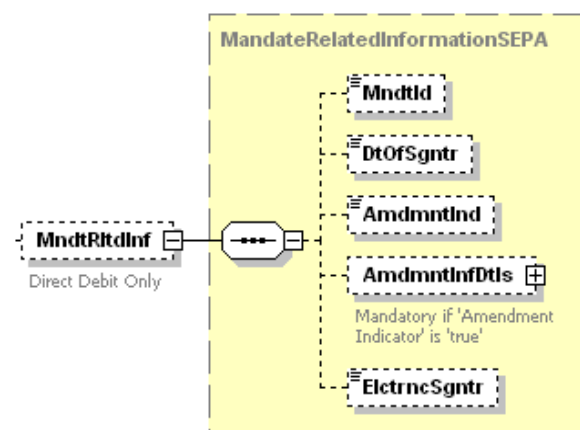 MandateRelatedInformationSEPA
MndtId
DtOfSgntr
AmdmntInd
MndtRltdInf
Direct Debit Only
AmdmntInfDtls
Mandatory if 'Amendment
Indicator' is 'true'
ElctrncSgntr